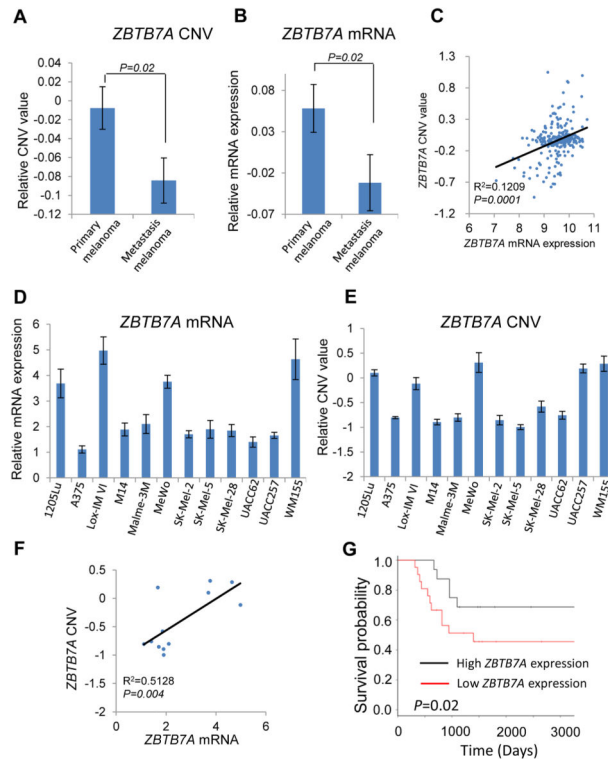 A
ZBTB7A CNV
P=0.02
Relative CNV value
0.04
0.02
0
-0.02
-0.04
-0.06
-0.08
-0.1
-0.12
Primary melanoma
Metastasis melanoma
B
ZBTB7A mRNA
P=0.02
Relative mRNA expression
0.08
0.03
-0.02
-0.07
Primary melanoma
Metastasis melanoma
C
ZBTB7A CNV value
1.3
0.8
0.3
-0.2
-0.7
-1.2
R²=0.1209
P=0.0001
6 7 8 9 10 11
ZBTB7A mRNA expression
D
ZBTB7A mRNA
Relative mRNA expression
6
5
4
3
2
1
0
1205Lu
A375
Lox-IM VI
M14
Malme-3M
MeWo
SK-Mel-2
SK-Mel-5
SK-Mel-28
UACC62
UACC257
WM155
E
ZBTB7A CNV
Relative CNV value
1
0.5
0
-0.5
-1
-1.5
-2
1205Lu
A375
Lox-IM VI
M14
Malme-3M
MeWo
SK-Mel-2
SK-Mel-5
SK-Mel-28
UACC62
UACC257
WM155
F
ZBTB7A CNV
0.5
0
-0.5
-1
-1.5
-2
R²=0.5128
P=0.004
0 2 4 6
ZBTB7A mRNA
G
Survival probability
1.0
0.8
0.6
0.4
0.2
0.0
High ZBTB7A expression
Low ZBTB7A expression
P=0.02
0 1000 2000 3000
Time (Days)